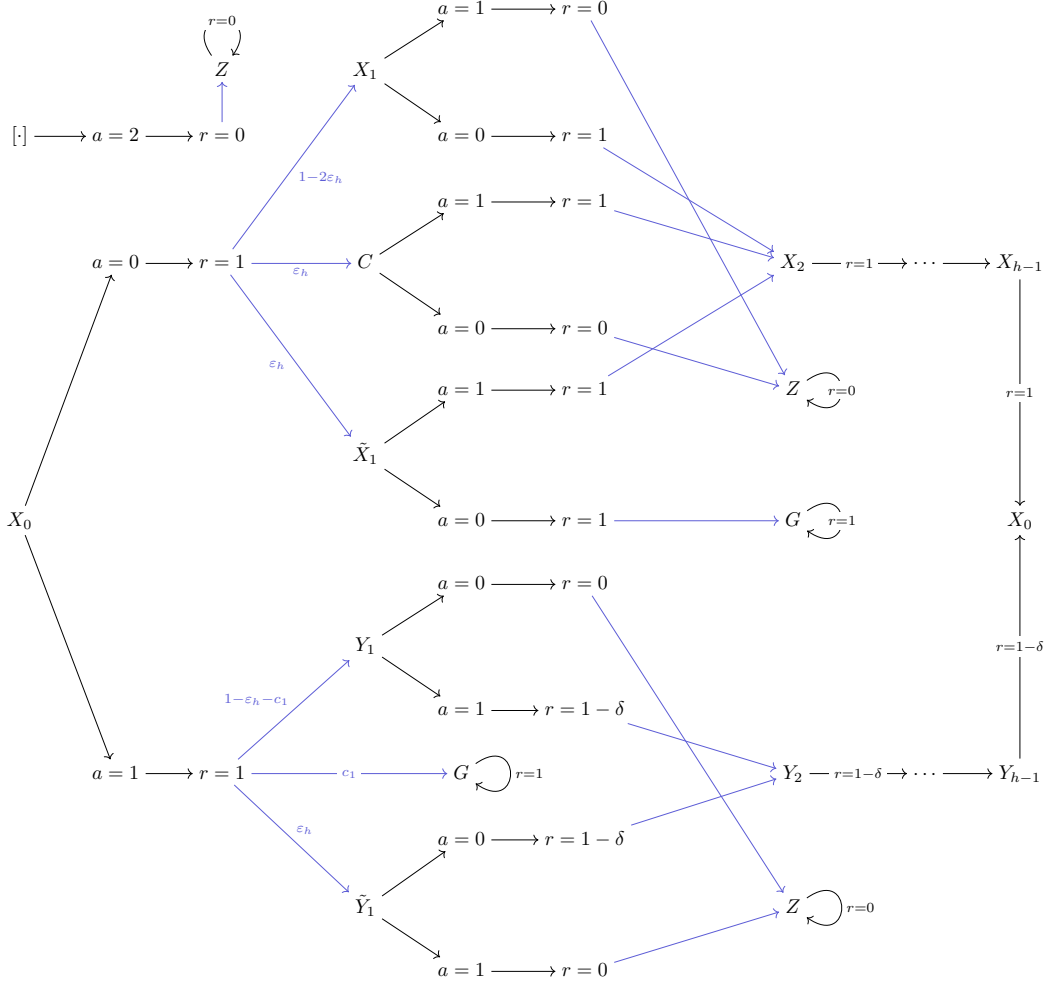 a = 1 r = 0
r=0
Z X_1
[·] a = 2 r = 0 a = 0 r = 1
1−2ε_h
a = 1 r = 1
a = 0 r = 1 ε_h C X_2 r=1 ⋯ X_{h−1}
a = 0 r = 0
ε_h
a = 1 r = 1 Z r=0 r=1
X̃_1
X_0 a = 0 r = 1 G r=1 X_0
a = 0 r = 0
Y_1 r=1−δ
1−ε_h−c_1
a = 1 r = 1 − δ
a = 1 r = 1 c_1 G r=1 Y_2 r=1−δ ⋯ Y_{h−1}
ε_h
a = 0 r = 1 − δ
Ỹ_1 Z r=0
a = 1 r = 0